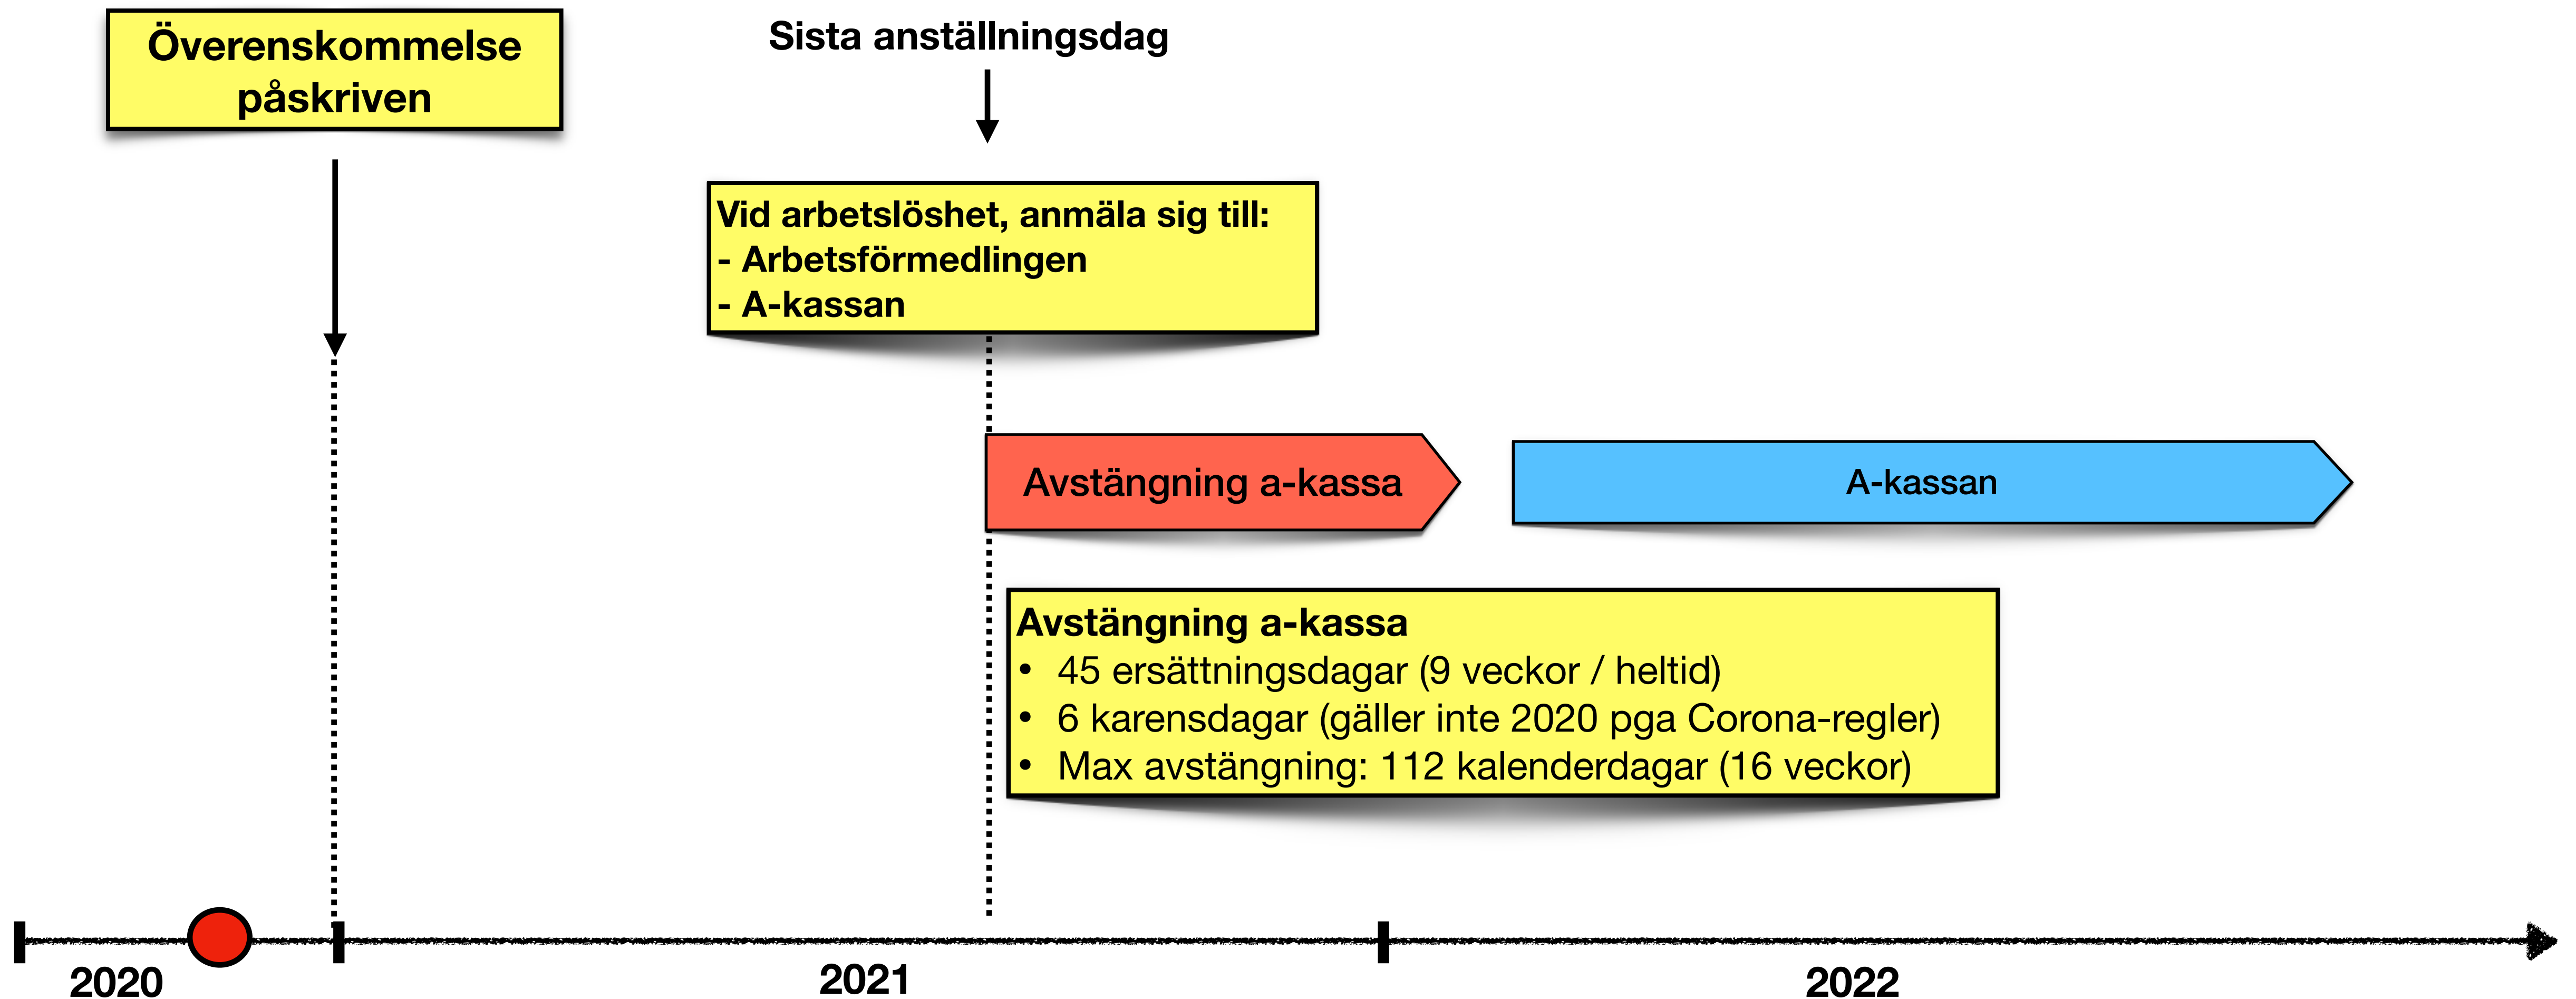 Överenskommelse
påskriven
Sista anställningsdag
Vid arbetslöshet, anmäla sig till:
- Arbetsförmedlingen
- A-kassan
Avstängning a-kassa
A-kassan
Avstängning a-kassa
• 45 ersättningsdagar (9 veckor / heltid)
• 6 karensdagar (gäller inte 2020 pga Corona-regler)
• Max avstängning: 112 kalenderdagar (16 veckor)
2020
2021
2022